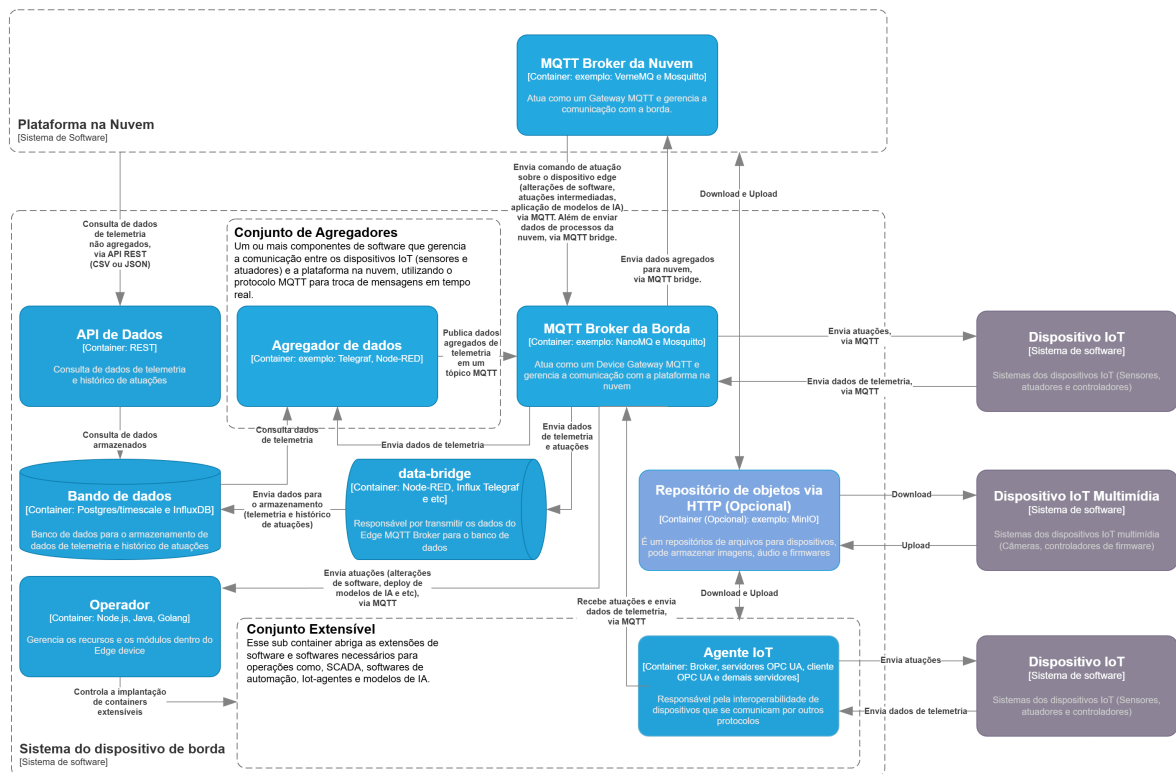 MQTT Broker da Nuvem
[Container: exemplo: VerneMQ e Mosquitto]
Atua como um Gateway MQTT e gerencia a
comunicação com a borda.
Plataforma na Nuvem
[Sistema de Software]
Envia comando de atuação
sobre o dispositivo edge
(alterações de software,
atuações intermediadas,
aplicação de modelos de IA)
via MQTT. Além de enviar
dados de processos da
nuvem, via MQTT bridge.
Download e Upload
Consulta de dados
de telemetria
não agregados,
via API REST
(CSV ou JSON)
Conjunto de Agregadores
Um ou mais componentes de software que gerencia
a comunicação entre os dispositivos IoT (sensores e
atuadores) e a plataforma na nuvem, utilizando o
protocolo MQTT para troca de mensagens em tempo
real.
Envia dados agregados
para nuvem,
via MQTT bridge.
API de Dados
[Container: REST]
Consulta de dados de telemetria
e histórico de atuações
Agregador de dados
[Container: exemplo: Telegraf, Node-RED]
Publica dados
agregados de
telemetria
em um
tópico MQTT
MQTT Broker da Borda
[Container: exemplo: NanoMQ e Mosquitto]
Atua como um Device Gateway MQTT e
gerencia a comunicação com a plataforma na
nuvem
Envia atuações,
via MQTT
Envia dados de telemetria,
via MQTT
Dispositivo IoT
[Sistema de software]
Sistemas dos dispositivos IoT (Sensores,
atuadores e controladores)
Consulta de dados
armazenados
Consulta dados
de telemetria
Envia dados de telemetria
Envia dados
de telemetria
e atuações
Bando de dados
[Container: Postgres/timescale e InfluxDB]
Banco de dados para o armazenamento de
dados de telemetria e histórico de atuações
Envia dados para
o armazenamento
(telemetria e histórico
de atuações)
data-bridge
[Container: Node-RED, Influx Telegraf
e etc]
Responsável por transmitir os dados do
Edge MQTT Broker para o banco de
dados
Repositório de objetos via
HTTP (Opcional)
[Container (Opcional): exemplo: MinIO]
É um repositórios de arquivos para dispositivos,
pode armazenar imagens, áudio e firmwares
Download
Upload
Dispositivo IoT Multimídia
[Sistema de software]
Sistemas dos dispositivos IoT multimídia
(Câmeras, controladores de firmware)
Envia atuações (alterações
de software, deploy de
modelos de IA e etc),
via MQTT
Operador
[Container: Node.js, Java, Golang]
Gerencia os recursos e os módulos dentro do
Edge device
Recebe atuações e envia
dados de telemetria,
via MQTT
Download e Upload
Conjunto Extensível
Esse sub container abriga as extensões de
software e softwares necessários para
operações como, SCADA, softwares de
automação, Iot-agentes e modelos de IA.
Agente IoT
[Container: Broker, servidores OPC UA, cliente
OPC UA e demais servidores]
Responsável pela interoperabilidade de
dispositivos que se comunicam por outros
protocolos
Envia atuações
Envia dados de telemetria
Dispositivo IoT
[Sistema de software]
Sistemas dos dispositivos IoT (Sensores,
atuadores e controladores)
Controla a implantação
de containers
extensíveis
Sistema do dispositivo de borda
[Sistema de software]